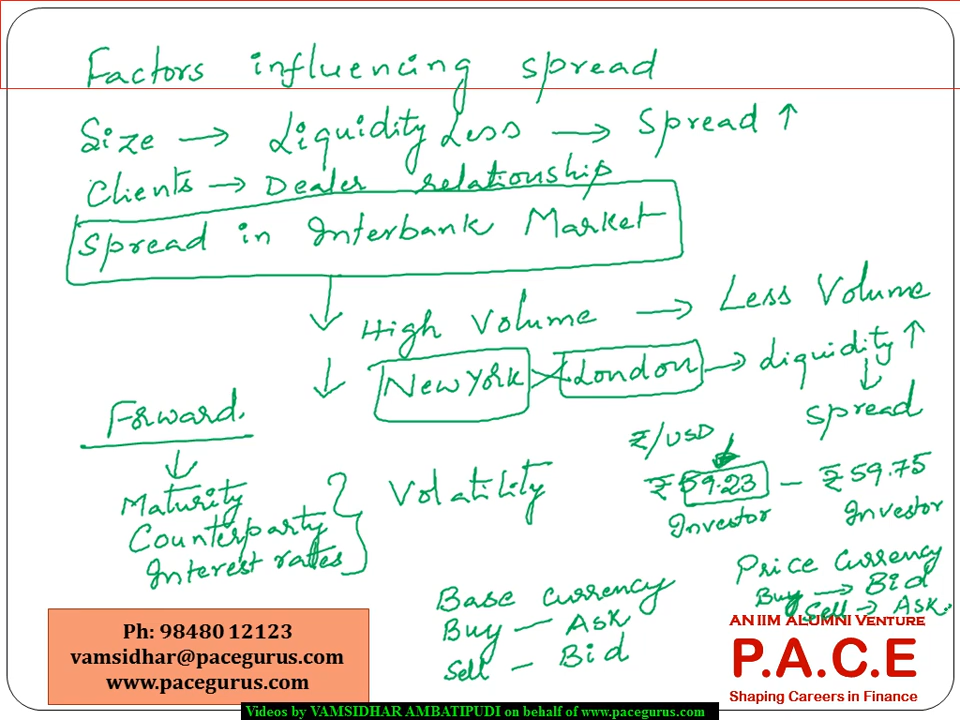 Factors influencing spread
Size → Liquidity Less → Spread ↑
Clients → Dealer relationship
Spread in Interbank Market
↓ High Volume → Less Volume
↓ New York × London → Liquidity ↑
↓
Spread
Forward.
↓
Maturity
Counterparty
Interest rates
Volatility
₹/USD
₹59.23 – ₹59.75
Investor Investor
Base currency
Buy – Ask
Sell – Bid
Price currency
Buy → Bid
Sell → Ask.
Ph: 98480 12123
vamsidhar@pacegurus.com
www.pacegurus.com
AN IIM ALUMNI VENTURE
P.A.C.E
Shaping Careers in Finance
Videos by VAMSIDHAR AMBATIPUDI on behalf of www.pacegurus.com